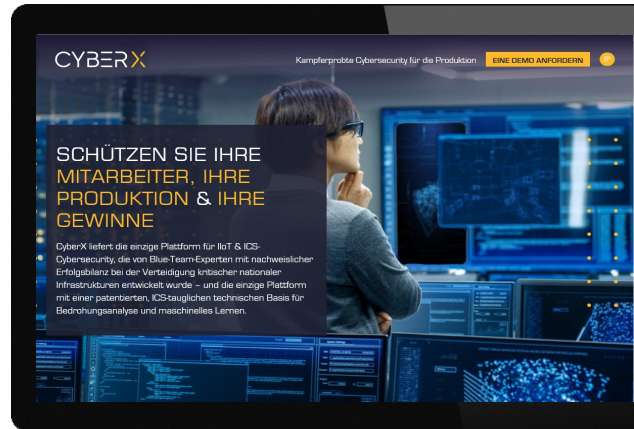 CYBERX
Kampferprobte Cybersecurity für die Produktion
EINE DEMO ANFORDERN
SCHÜTZEN SIE IHRE
MITARBEITER, IHRE
PRODUKTION & IHRE
GEWINNE
CyberX liefert die einzige Plattform für IIoT & ICS-
Cybersecurity, die von Blue-Team-Experten mit nachweislicher
Erfolgsbilanz bei der Verteidigung kritischer nationaler
Infrastrukturen entwickelt wurde – und die einzige Plattform
mit einer patentierten, ICS-tauglichen technischen Basis für
Bedrohungsanalyse und maschinelles Lernen.